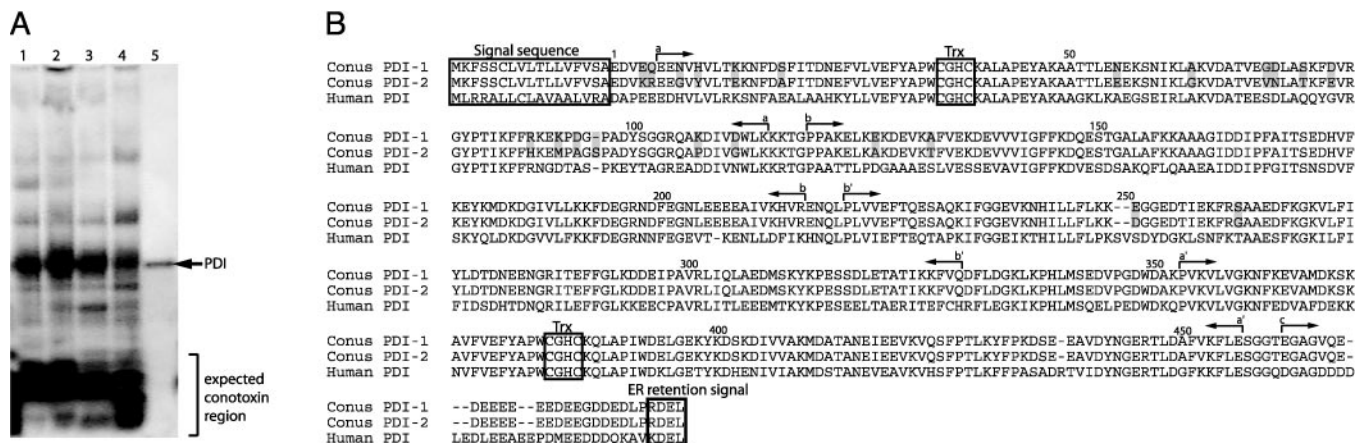 A
B
1 2 3 4 5
PDI
expected
conotoxin
region
Signal sequence 1 a Trx 50
Conus PDI-1 MKFSSCLVLTLLVFVSAEDVEQEENVHVLTKKNFDSFITDNEFVLVEFYAPWCGHCKALAPEYAKAATTLENEKSNIKLAKVDATVEGDLASKFDVR
Conus PDI-2
Human PDI MLRRALLCLAVAALVRADAPEEEDHVLVLRKSNFAEALAAHKYLLVEFYAPWCGHCKALAPEYAKAAGKLKAEGSEIRLAKVDATEESDLAQQYGVR
100 a b 150
Conus PDI-1 GYPTIKFFRKEKPDG-PADYSGGRQAKDIVDWLKKKTGPPAKELKEKDEVKAFVEKDEVVVIGFFKDQESTGALAFKKAAAGIDDIPFAITSEDHVF
Conus PDI-2
Human PDI GYPTIKFFRNGDTAS-PKEYTAGREADDIVNWLKKRTGPAATTLPDGAAAESLVESSEVAVIGFFKDVESDSAKQFLQAAEAIDDIPFGITSNSDVF
200 b b' 250
Conus PDI-1 KEYKMDKDGIVLLKKFDEGRNDFEGNLEEEEAIVKHVRENQLPLVVEFTQESAQKIFGGEVKNHILLFLKK--EGGEDTIEKFRSAAEDFKGKVLFI
Conus PDI-2
Human PDI SKYQLDKDGVVLFKKFDEGRNNFEGEVT-KENLLDFIKHNQLPLVIEFTEQTAPKIFGGEIKTHILLFLPKSVSDYDGKLSNFKTAAESFKGKILFI
300 b' 350 a'
Conus PDI-1 YLDTDNEENGRITEFFGLKDDEIPAVRLIQLAEDMSKYKPESSDLETATIKKFVQDFLDGKLKPHLMSEDVPGDWDAKPVKVLVGKNFKEVAMDKSK
Conus PDI-2 YLDTDNEENGRITEFFGLKDDEIPAVRLIQLAEDMSKYKPESSDLETATIKKFVQDFLDGKLKPHLMSEDVPGDWDAKPVKVLVGKNFKEVAMDKSK
Human PDI FIDSDHTDNQRILEFFGLKKEECPAVRLITLEEEMTKYKPESEELTAERITEFCHRFLEGKIKPHLMSQELPEDWDKQPVKVLVGKNFEDVAFDEKK
Trx 400 450 a' c
Conus PDI-1 AVFVEFYAPWCGHCKQLAPIWDELGEKYKDSKDIVVAKMDATANEIEEVKVQSFPTLKYFPKDSE-EAVDYNGERTLDAFVKFLESGGTEGAGVQE-
Conus PDI-2 AVFVEFYAPWCGHCKQLAPIWDELGEKYKDSKDIVVAKMDATANEIEEVKVQSFPTLKYFPKDSE-EAVDYNGERTLDAFVKFLESGGTEGAGVQE-
Human PDI NVFVEFYAPWCGHCKQLAPIWDKLGETYKDHENIVIAKMDSTANEVEAVKVHSFPTLKFFPASADRTVIDYNGERTLDGFKKFLESGGQDGAGDDDD
ER retention signal
Conus PDI-1 --DEEEE--EEDEEGDDEDLPRDEL
Conus PDI-2 --DEEEE--EEDEEGDDEDLPRDEL
Human PDI LEDLEEAEEPDMEEDDDQKAVKDEL